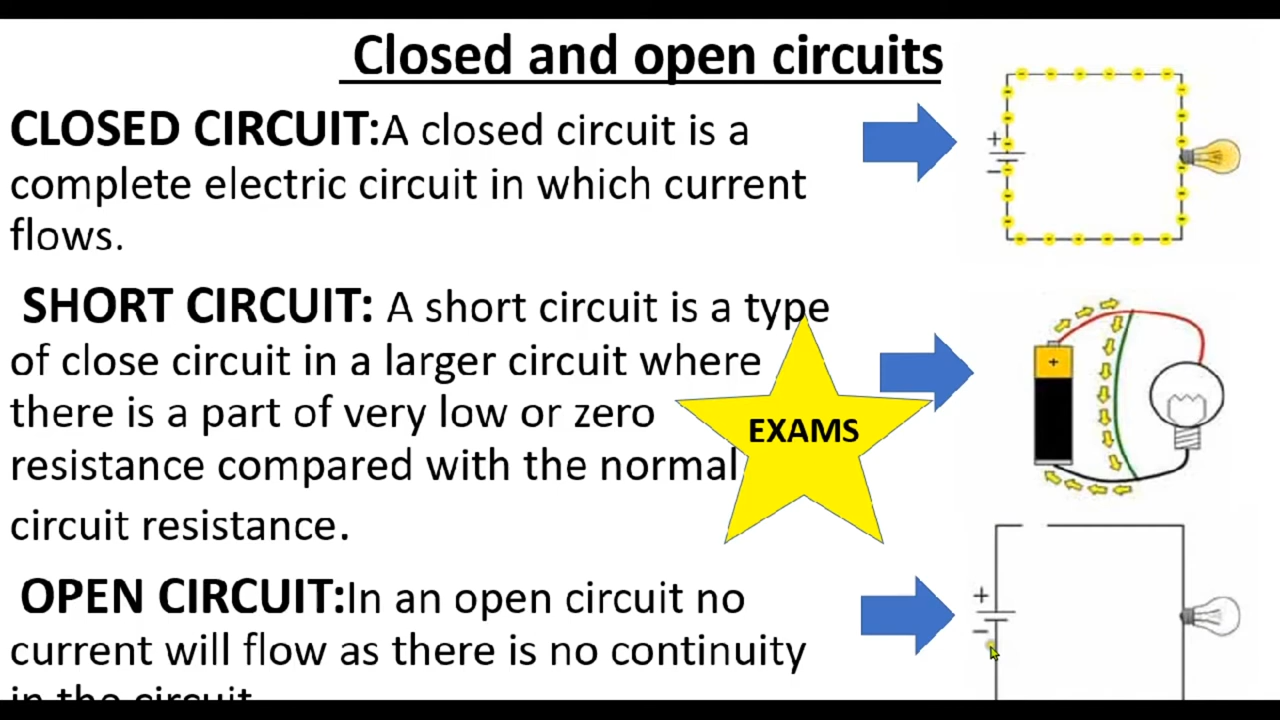 Closed and open circuits
CLOSED CIRCUIT:A closed circuit is a
complete electric circuit in which current
flows.
SHORT CIRCUIT: A short circuit is a type
of close circuit in a larger circuit where
there is a part of very low or zero
resistance compared with the normal
circuit resistance.
EXAMS
OPEN CIRCUIT:In an open circuit no
current will flow as there is no continuity
in the circuit
+
−
+
+
−